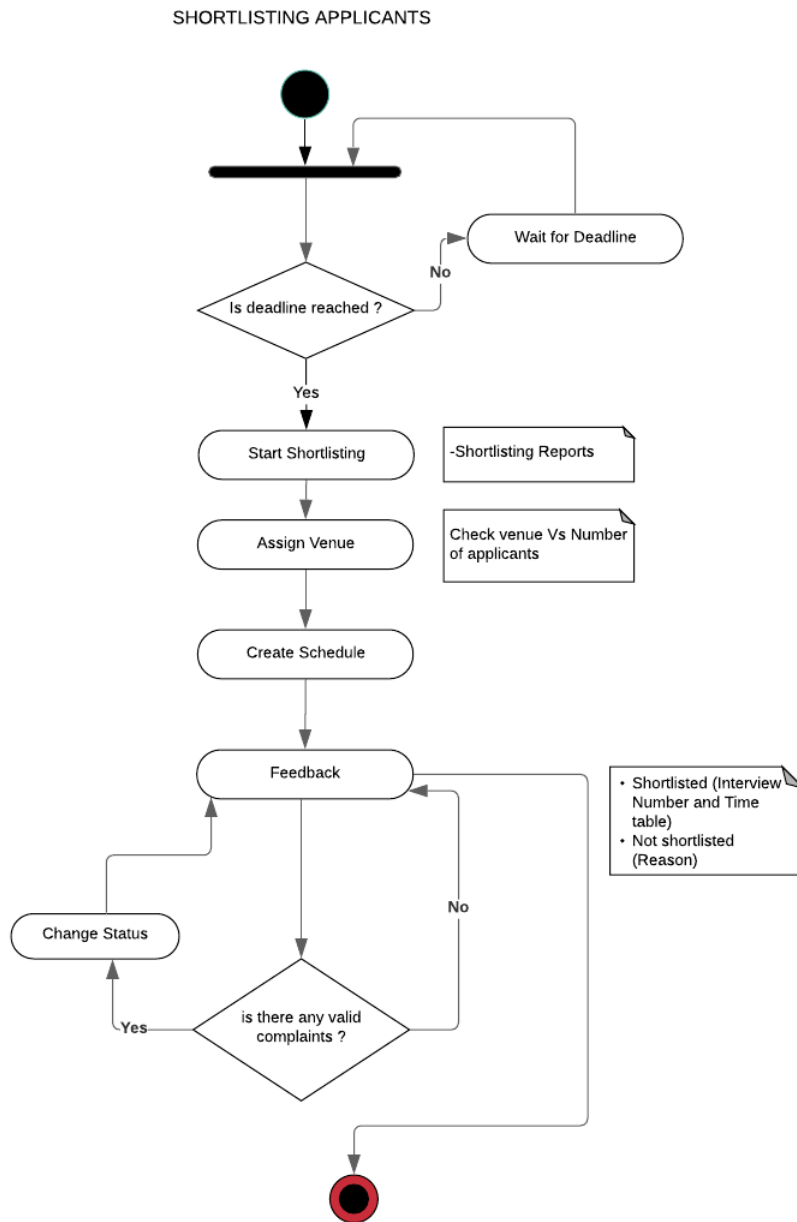 SHORTLISTING APPLICANTS
Wait for Deadline
No
Is deadline reached ?
Yes
Start Shortlisting
-Shortlisting Reports
Assign Venue
Check venue Vs Number
of applicants
Create Schedule
Feedback
• Shortlisted (Interview
Number and Time
table)
• Not shortlisted
(Reason)
No
Change Status
is there any valid
complaints ?
Yes